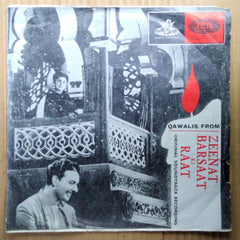 QAWALIS FROM
ZEENAT
BARSAAT
KI
RAAT
ORIGINAL SOUNDTRACK RECORDING